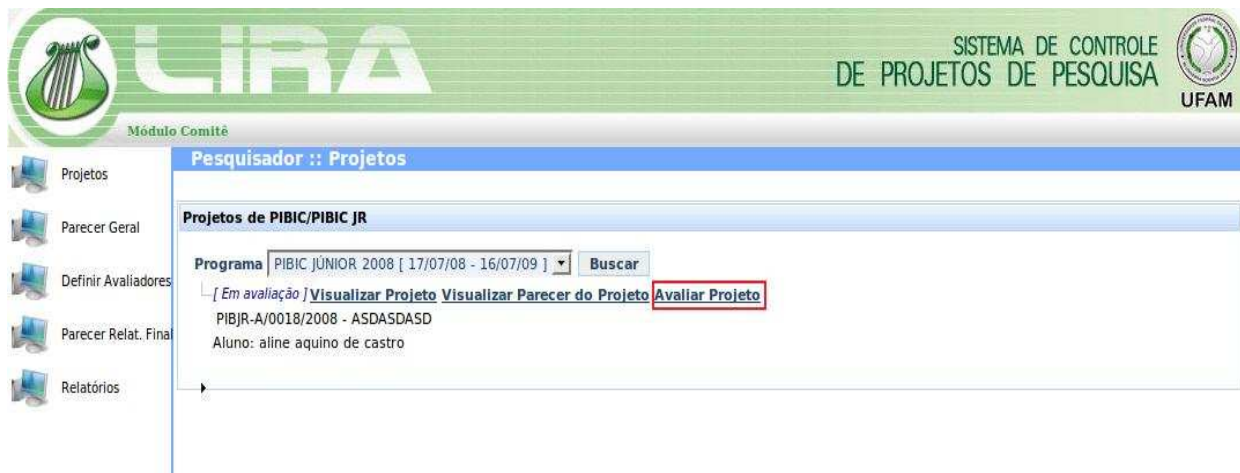 LIRA
SISTEMA DE CONTROLE
DE PROJETOS DE PESQUISA
UFAM
Módulo Comitê
Projetos
Parecer Geral
Definir Avaliadores
Parecer Relat. Final
Relatórios
Pesquisador :: Projetos
Projetos de PIBIC/PIBIC JR
Programa PIBIC JÚNIOR 2008 [ 17/07/08 - 16/07/09 ] Buscar
[ Em avaliação ] Visualizar Projeto Visualizar Parecer do Projeto Avaliar Projeto
PIBJR-A/0018/2008 - ASDASDASD
Aluno: aline aquino de castro